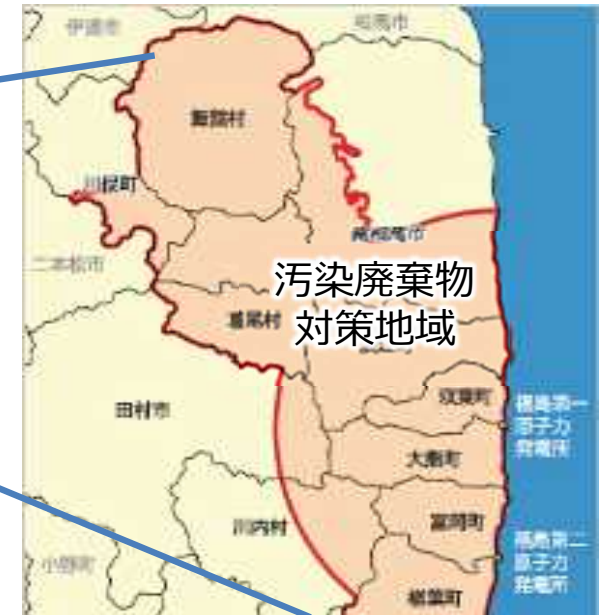 伊達市
相馬市
飯舘村
川俣町
南相馬市
二本松市
汚染廃棄物
対策地域
葛尾村
双葉町
田村市
福島第一
原子力
発電所
大熊町
川内村
富岡町
福島第二
原子力
発電所
小野町
楢葉町